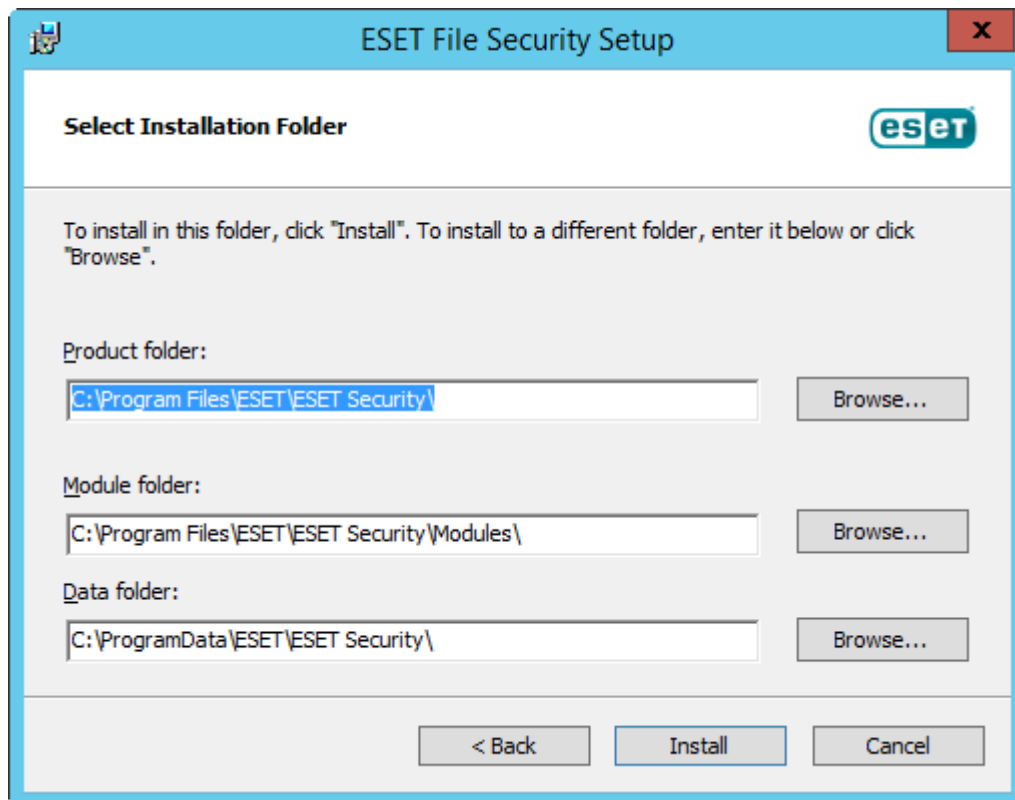 ESET File Security Setup
x
Select Installation Folder
eset
To install in this folder, click "Install". To install to a different folder, enter it below or click
"Browse".
Product folder:
C:\Program Files\ESET\ESET Security\
Browse...
Module folder:
C:\Program Files\ESET\ESET Security\Modules\
Browse...
Data folder:
C:\ProgramData\ESET\ESET Security\
Browse...
< Back
Install
Cancel